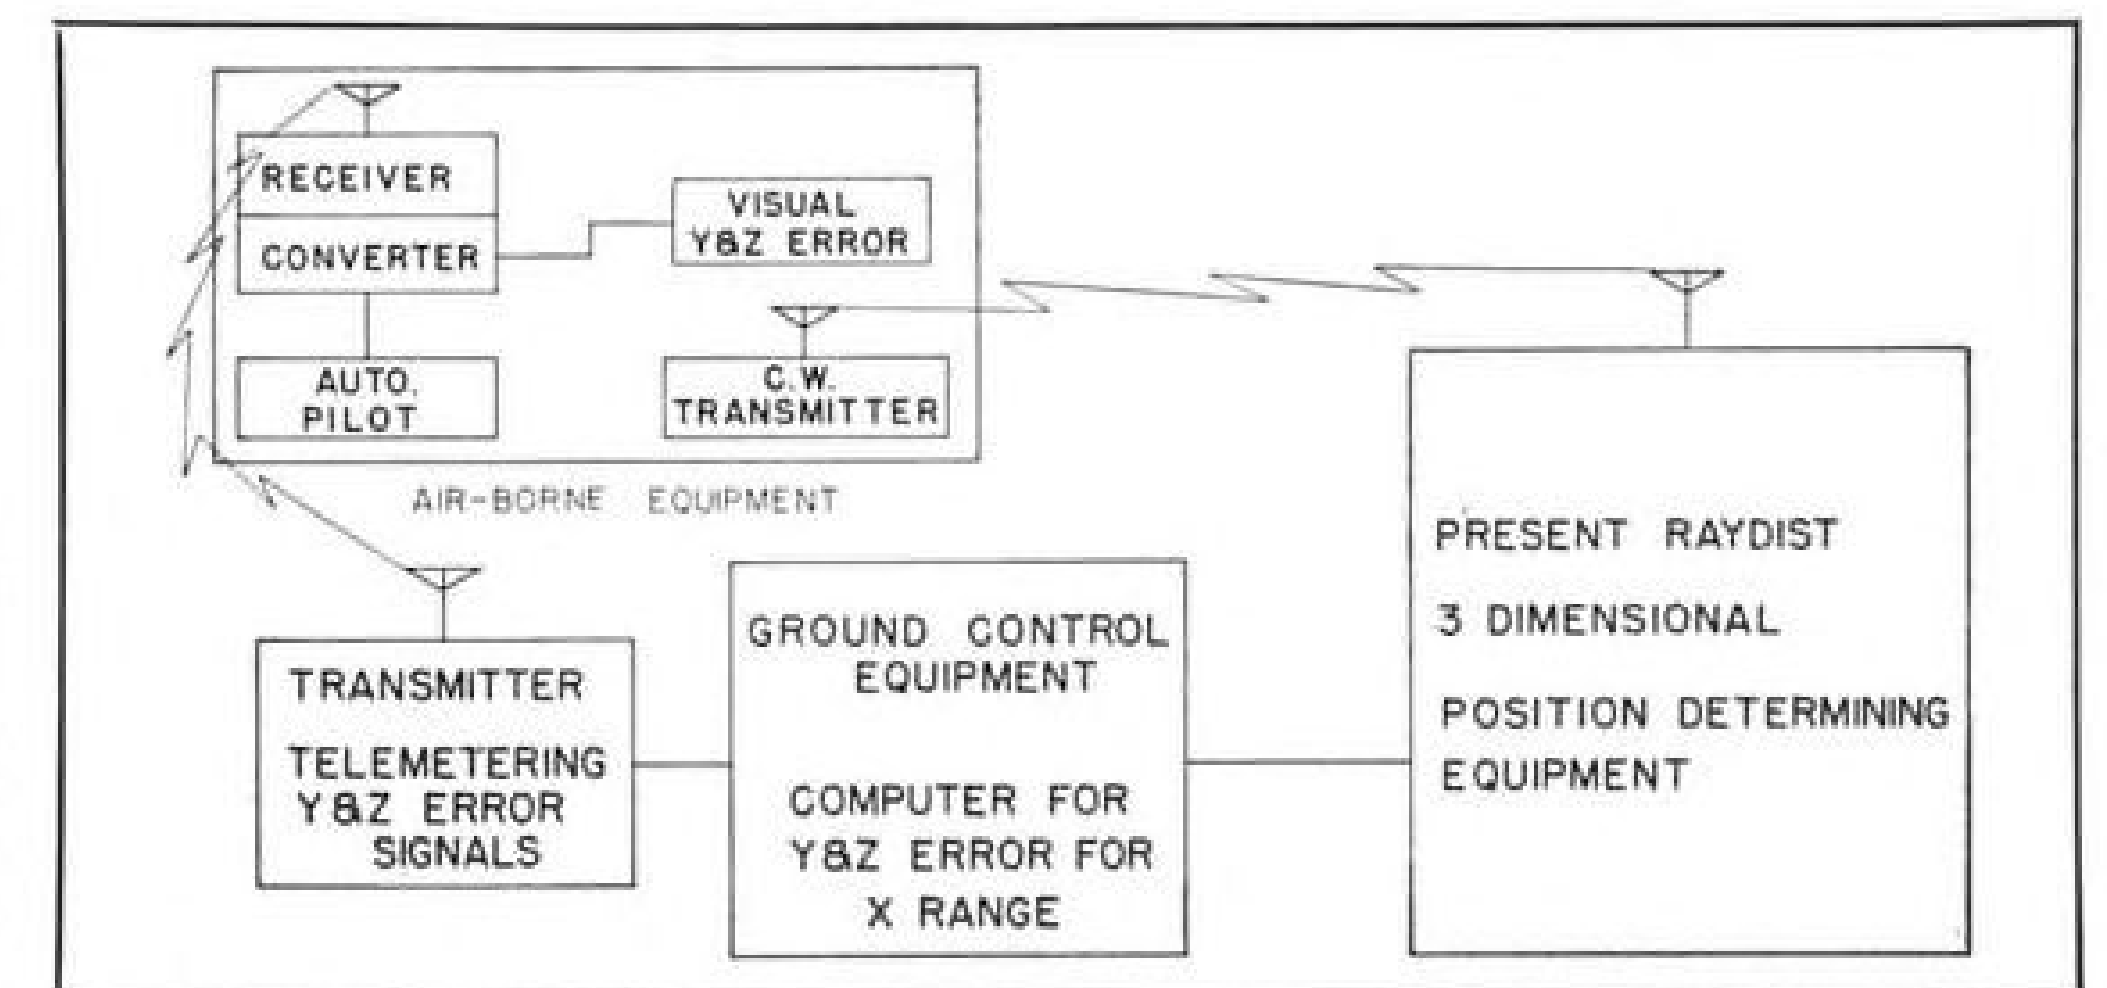 RECEIVER
CONVERTER
VISUAL
Y&Z ERROR
AUTO.
PILOT
C.W.
TRANSMITTER
AIR-BORNE EQUIPMENT
TRANSMITTER
TELEMETERING
Y&Z ERROR
SIGNALS
GROUND CONTROL
EQUIPMENT
COMPUTER FOR
Y&Z ERROR FOR
X RANGE
PRESENT RAYDIST
3 DIMENSIONAL
POSITION DETERMINING
EQUIPMENT